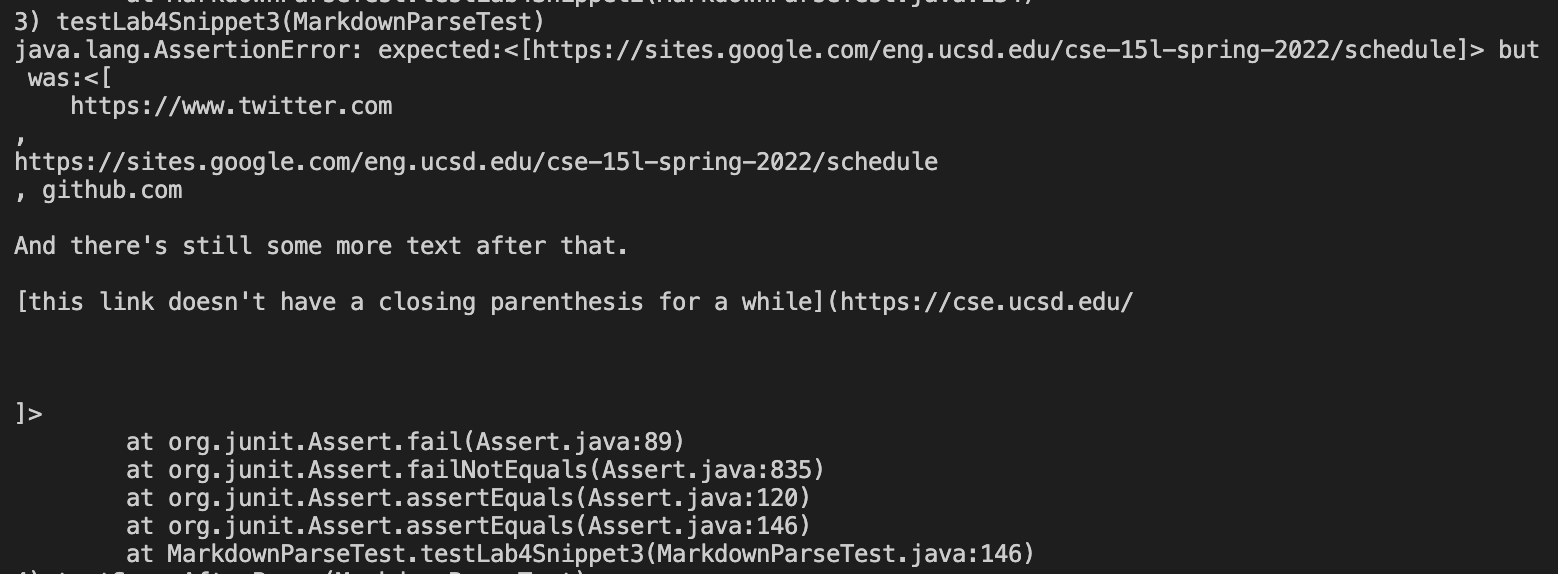 3) testLab4Snippet3(MarkdownParseTest)
java.lang.AssertionError: expected:<[https://sites.google.com/eng.ucsd.edu/cse-15l-spring-2022/schedule]> but
 was:<[
    https://www.twitter.com
,
https://sites.google.com/eng.ucsd.edu/cse-15l-spring-2022/schedule
, github.com

And there's still some more text after that.

[this link doesn't have a closing parenthesis for a while](https://cse.ucsd.edu/



]>
        at org.junit.Assert.fail(Assert.java:89)
        at org.junit.Assert.failNotEquals(Assert.java:835)
        at org.junit.Assert.assertEquals(Assert.java:120)
        at org.junit.Assert.assertEquals(Assert.java:146)
        at MarkdownParseTest.testLab4Snippet3(MarkdownParseTest.java:146)